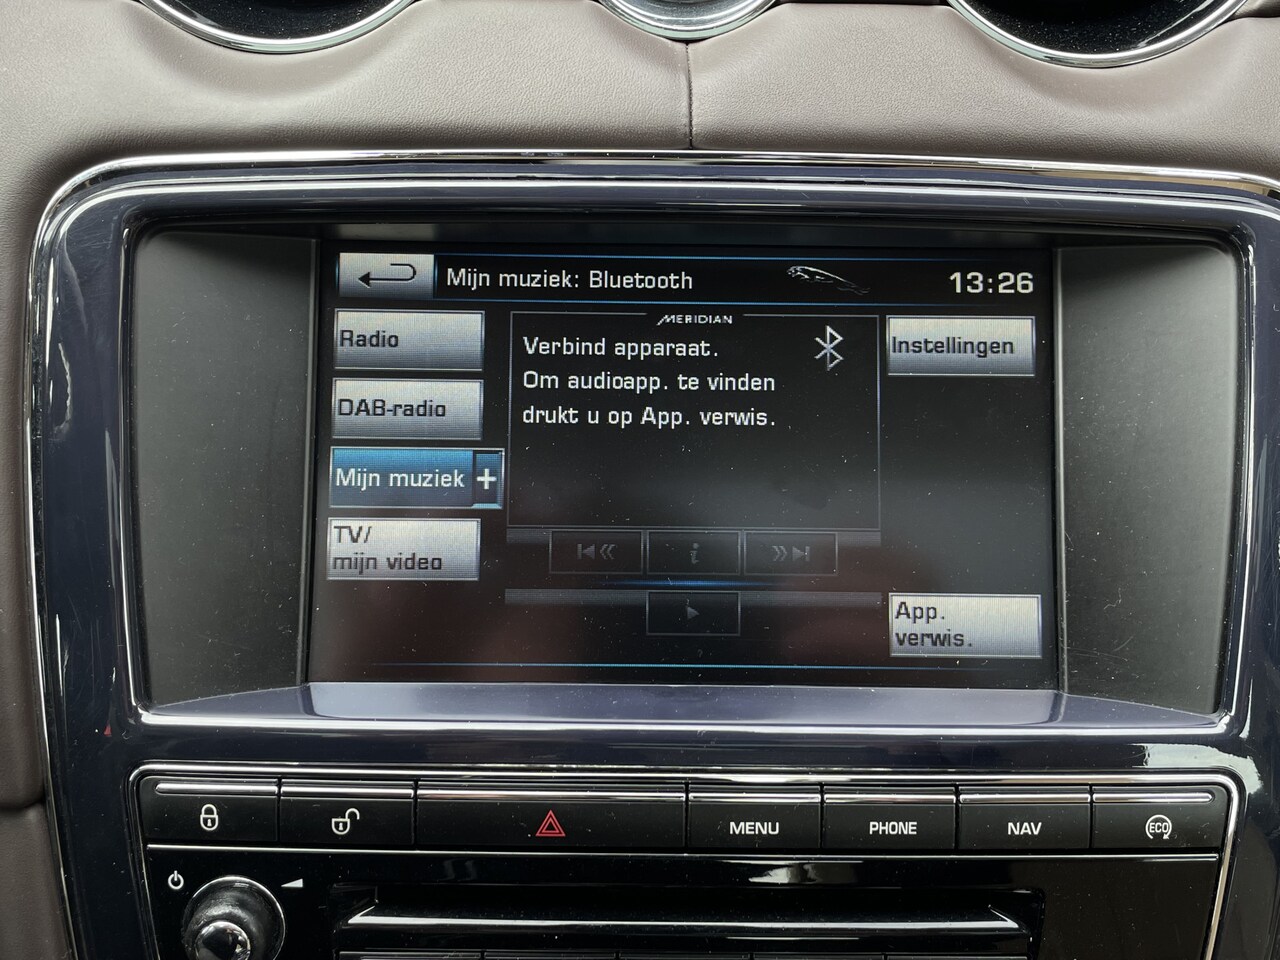 Mijn muziek: Bluetooth
13:26
MERIDIAN
Radio
Verbind apparaat.
Instellingen
Om audioapp. te vinden
DAB-radio
drukt u op App. verwis.
Mijn muziek +
TV/
mijn video
i
App.
verwis.
MENU
PHONE
NAV
ECO